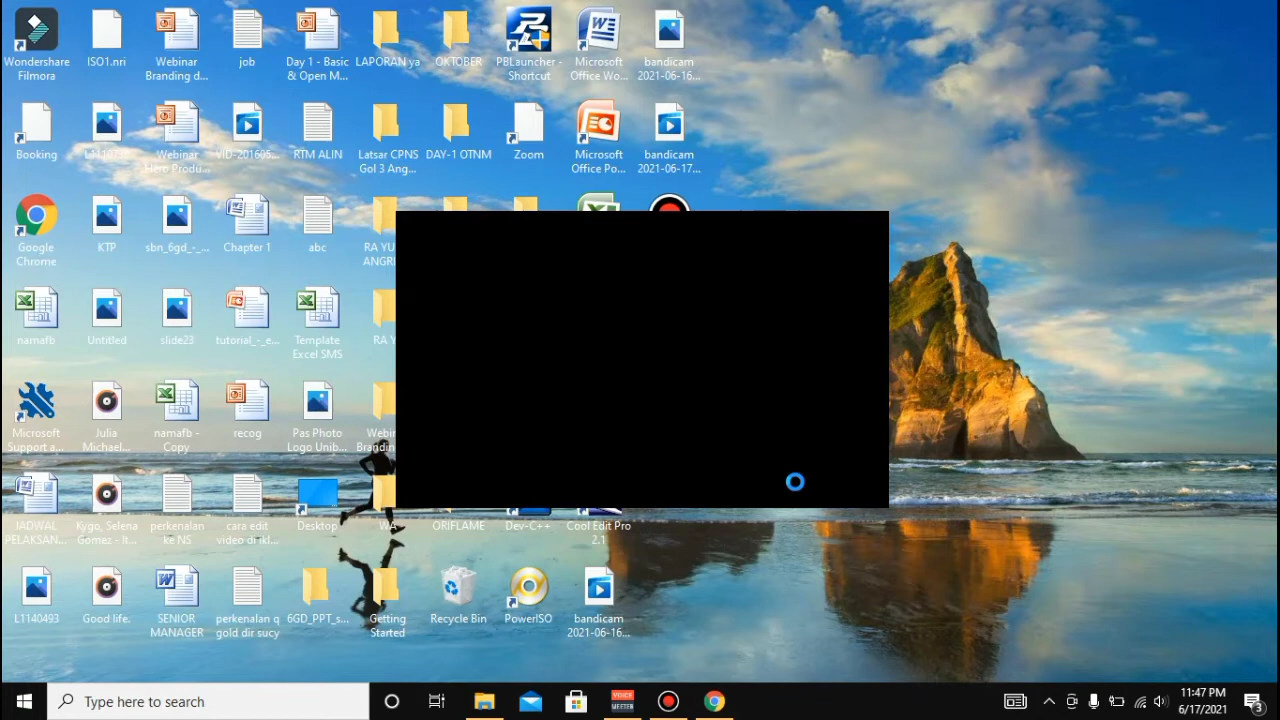 Wondershare
Filmora
ISO1.nri
Webinar
Branding d...
job
Day 1 - Basic
& Open M...
LAPORAN ya
OKTOBER
PBLauncher -
Shortcut
Microsoft
Office Wo...
bandicam
2021-06-16...
Booking
Webinar
Hero Produ...
VID-201605...
RTM ALIN
Latsar CPNS
Gol 3 Ang...
DAY-1 OTNM
Zoom
Microsoft
Office Po...
bandicam
2021-06-17...
Google
Chrome
KTP
sbn_6gd_-_...
Chapter 1
abc
RA YU
ANGR
namafb
Untitled
slide23
tutorial_-_e...
Template
Excel SMS
RA Y
Microsoft
Support a...
Julia
Michael...
namafb -
Copy
recog
Pas Photo
Logo Unib...
Webi
Brandin
JADWAL
PELAKSAN...
Kygo, Selena
Gomez - It...
perkenalan
ke NS
cara edit
video di ikl...
Desktop
WA
ORIFLAME
Dev-C++
Cool Edit Pro
2.1
L1140493
Good life.
SENIOR
MANAGER
perkenalan q
gold dir sucy
6GD_PPT_s...
Getting
Started
Recycle Bin
PowerISO
bandicam
2021-06-16...
Type here to search
VOICE
MEETER
11:47 PM
6/17/2021
3